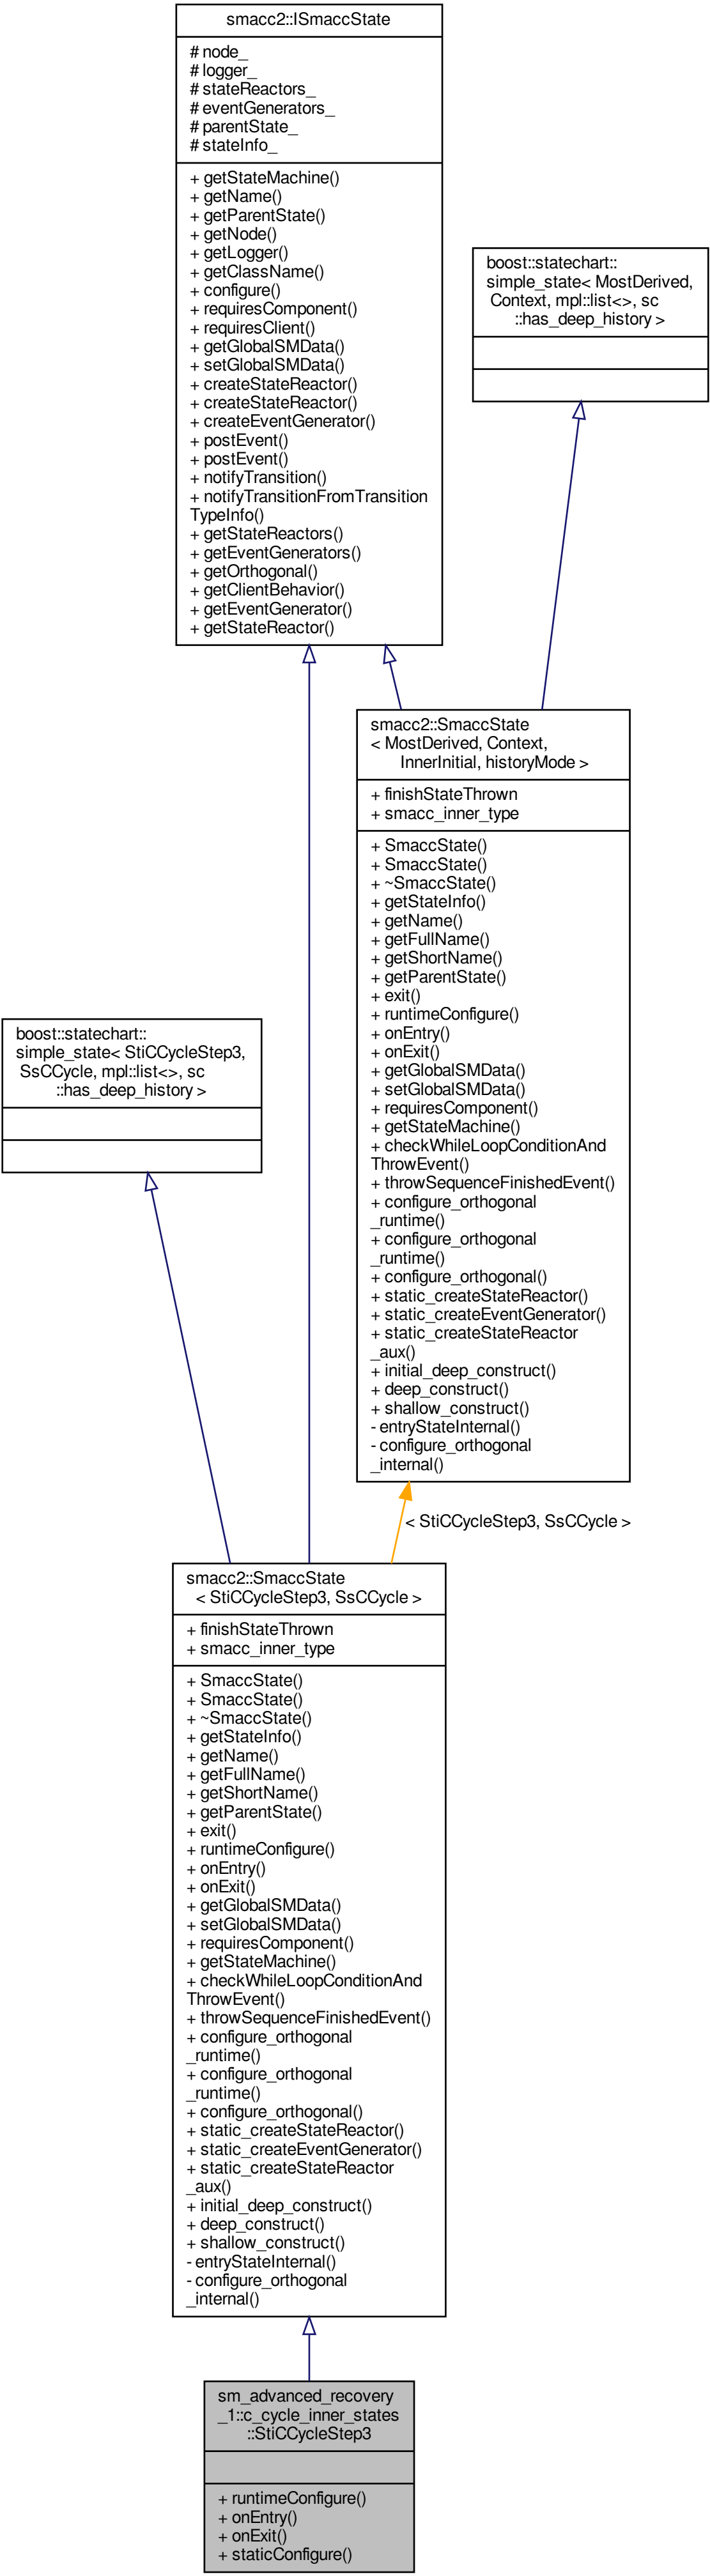 smacc2::ISmaccState
# node_
# logger_
# stateReactors_
# eventGenerators_
# parentState_
# stateInfo_
+ getStateMachine()
+ getName()
+ getParentState()
+ getNode()
+ getLogger()
+ getClassName()
+ configure()
+ requiresComponent()
+ requiresClient()
+ getGlobalSMData()
+ setGlobalSMData()
+ createStateReactor()
+ createStateReactor()
+ createEventGenerator()
+ postEvent()
+ postEvent()
+ notifyTransition()
+ notifyTransitionFromTransition
TypeInfo()
+ getStateReactors()
+ getEventGenerators()
+ getOrthogonal()
+ getClientBehavior()
+ getEventGenerator()
+ getStateReactor()
boost::statechart::
simple_state< MostDerived,
Context, mpl::list<>, sc
::has_deep_history >
smacc2::SmaccState
< MostDerived, Context,
InnerInitial, historyMode >
+ finishStateThrown
+ smacc_inner_type
+ SmaccState()
+ SmaccState()
+ ~SmaccState()
+ getStateInfo()
+ getName()
+ getFullName()
+ getShortName()
+ getParentState()
+ exit()
+ runtimeConfigure()
+ onEntry()
+ onExit()
+ getGlobalSMData()
+ setGlobalSMData()
+ requiresComponent()
+ getStateMachine()
+ checkWhileLoopConditionAnd
ThrowEvent()
+ throwSequenceFinishedEvent()
+ configure_orthogonal
_runtime()
+ configure_orthogonal
_runtime()
+ configure_orthogonal()
+ static_createStateReactor()
+ static_createEventGenerator()
+ static_createStateReactor
_aux()
+ initial_deep_construct()
+ deep_construct()
+ shallow_construct()
- entryStateInternal()
- configure_orthogonal
_internal()
boost::statechart::
simple_state< StiCCycleStep3,
SsCCycle, mpl::list<>, sc
::has_deep_history >
< StiCCycleStep3, SsCCycle >
smacc2::SmaccState
< StiCCycleStep3, SsCCycle >
+ finishStateThrown
+ smacc_inner_type
+ SmaccState()
+ SmaccState()
+ ~SmaccState()
+ getStateInfo()
+ getName()
+ getFullName()
+ getShortName()
+ getParentState()
+ exit()
+ runtimeConfigure()
+ onEntry()
+ onExit()
+ getGlobalSMData()
+ setGlobalSMData()
+ requiresComponent()
+ getStateMachine()
+ checkWhileLoopConditionAnd
ThrowEvent()
+ throwSequenceFinishedEvent()
+ configure_orthogonal
_runtime()
+ configure_orthogonal
_runtime()
+ configure_orthogonal()
+ static_createStateReactor()
+ static_createEventGenerator()
+ static_createStateReactor
_aux()
+ initial_deep_construct()
+ deep_construct()
+ shallow_construct()
- entryStateInternal()
- configure_orthogonal
_internal()
sm_advanced_recovery
_1::c_cycle_inner_states
::StiCCycleStep3
+ runtimeConfigure()
+ onEntry()
+ onExit()
+ staticConfigure()